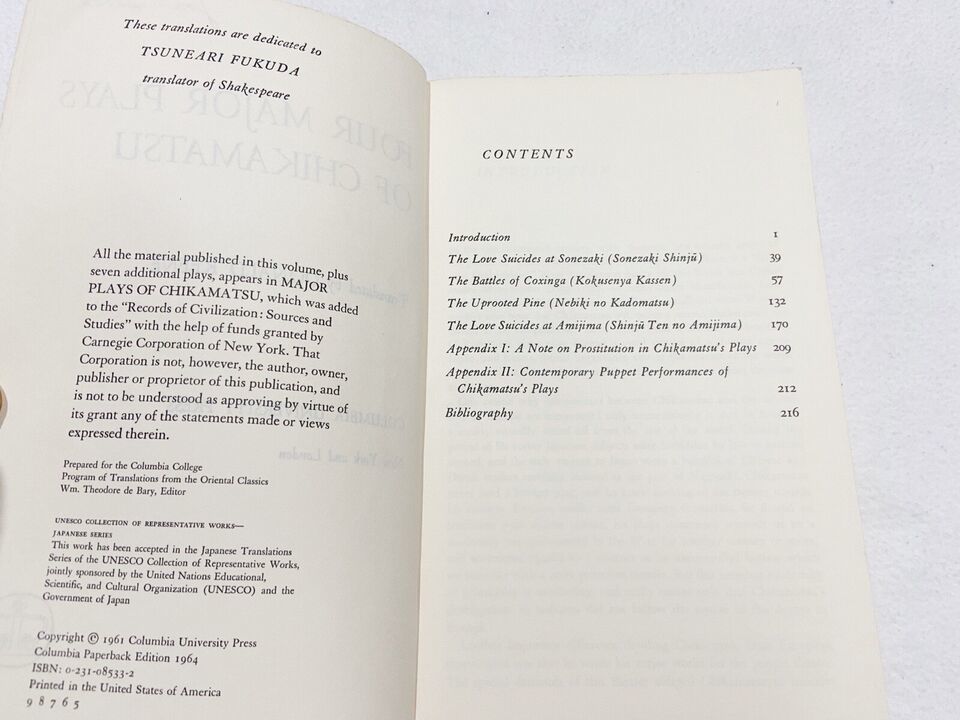 These translations are dedicated to
TSUNEARI FUKUDA
translator of Shakespeare
All the material published in this volume, plus
seven additional plays, appears in MAJOR
PLAYS OF CHIKAMATSU, which was added
to the "Records of Civilization: Sources and
Studies" with the help of funds granted by
Carnegie Corporation of New York. That
Corporation is not, however, the author, owner,
publisher or proprietor of this publication, and
is not to be understood as approving by virtue of
its grant any of the statements made or views
expressed therein.
Prepared for the Columbia College
Program of Translations from the Oriental Classics
Wm. Theodore de Bary, Editor
UNESCO COLLECTION OF REPRESENTATIVE WORKS—
JAPANESE SERIES
This work has been accepted in the Japanese Translations
Series of the UNESCO Collection of Representative Works,
jointly sponsored by the United Nations Educational,
Scientific, and Cultural Organization (UNESCO) and the
Government of Japan
Copyright © 1961 Columbia University Press
Columbia Paperback Edition 1964
ISBN: 0-231-08533-2
Printed in the United States of America
9 8 7 6 5
CONTENTS
Introduction 1
The Love Suicides at Sonezaki (Sonezaki Shinjū) 39
The Battles of Coxinga (Kokusenya Kassen) 57
The Uprooted Pine (Nebiki no Kadomatsu) 132
The Love Suicides at Amijima (Shinjū Ten no Amijima) 170
Appendix I: A Note on Prostitution in Chikamatsu's Plays 209
Appendix II: Contemporary Puppet Performances of
Chikamatsu's Plays 212
Bibliography 216